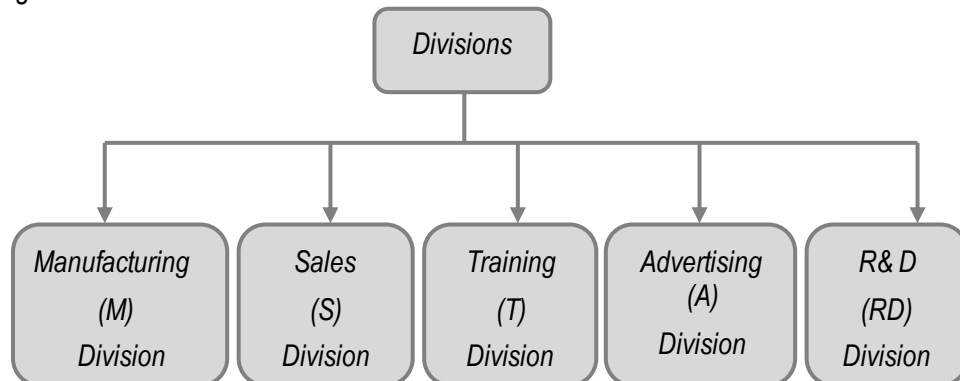 Divisions
Manufacturing
(M)
Division
Sales
(S)
Division
Training
(T)
Division
Advertising
(A)
Division
R& D
(RD)
Division